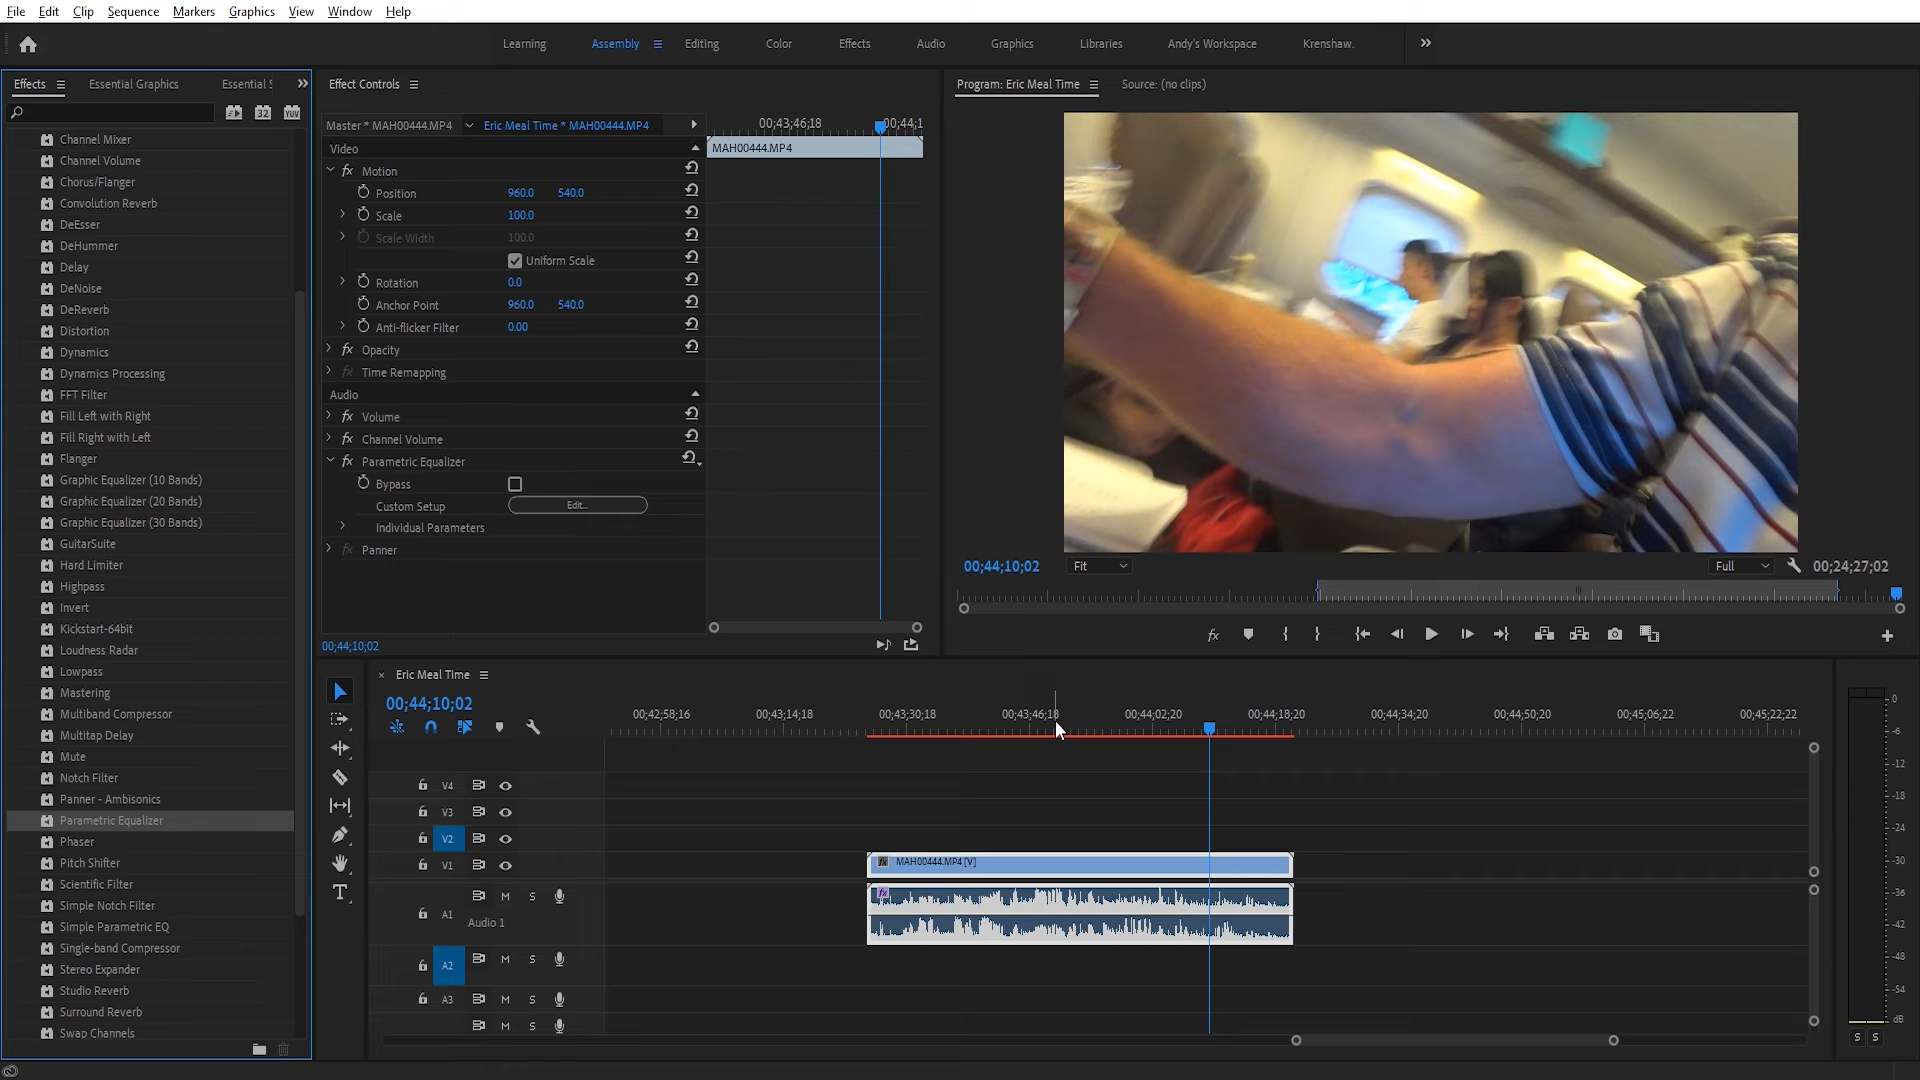 File Edit Clip Sequence Markers Graphics View Window Help
Learning Assembly Editing Color Effects Audio Graphics Libraries Andy's Workspace Krenshaw.
Effects Essential Graphics Essential S
32 YUV
Channel Mixer
Channel Volume
Chorus/Flanger
Convolution Reverb
DeEsser
DeHummer
Delay
DeNoise
DeReverb
Distortion
Dynamics
Dynamics Processing
FFT Filter
Fill Left with Right
Fill Right with Left
Flanger
Graphic Equalizer (10 Bands)
Graphic Equalizer (20 Bands)
Graphic Equalizer (30 Bands)
GuitarSuite
Hard Limiter
Highpass
Invert
Kickstart-64bit
Loudness Radar
Lowpass
Mastering
Multiband Compressor
Multitap Delay
Mute
Notch Filter
Panner - Ambisonics
Parametric Equalizer
Phaser
Pitch Shifter
Scientific Filter
Simple Notch Filter
Simple Parametric EQ
Single-band Compressor
Stereo Expander
Studio Reverb
Surround Reverb
Swap Channels
Effect Controls
Master * MAH00444.MP4 Eric Meal Time * MAH00444.MP4
00;43;46;18 00;44;1
Video
MAH00444.MP4
fx Motion
Position 960.0 540.0
Scale 100.0
Scale Width 100.0
Uniform Scale
Rotation 0.0
Anchor Point 960.0 540.0
Anti-flicker Filter 0.00
fx Opacity
fx Time Remapping
Audio
fx Volume
fx Channel Volume
fx Parametric Equalizer
Bypass
Custom Setup Edit...
Individual Parameters
fx Panner
00;44;10;02
Program: Eric Meal Time Source: (no clips)
00;44;10;02 Fit Full 00;24;27;02
fx
Eric Meal Time
00;44;10;02
00;42;58;16 00;43;14;18 00;43;30;18 00;43;46;18 00;44;02;20 00;44;18;20 00;44;34;20 00;44;50;20 00;45;06;22 00;45;22;22
V4
V3
V2
V1
fx MAH00444.MP4 [V]
A1 M S
Audio 1
fx
A2 M S
A3 M S
M S
0
-6
-12
-18
-24
-30
-36
-42
-48
-54
dB
S S